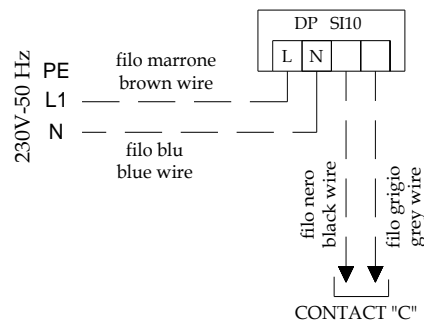 DP SI10
L N
230V-50 Hz
PE
L1
N
filo marrone
brown wire
filo blu
blue wire
filo nero
black wire
filo grigio
grey wire
CONTACT "C"